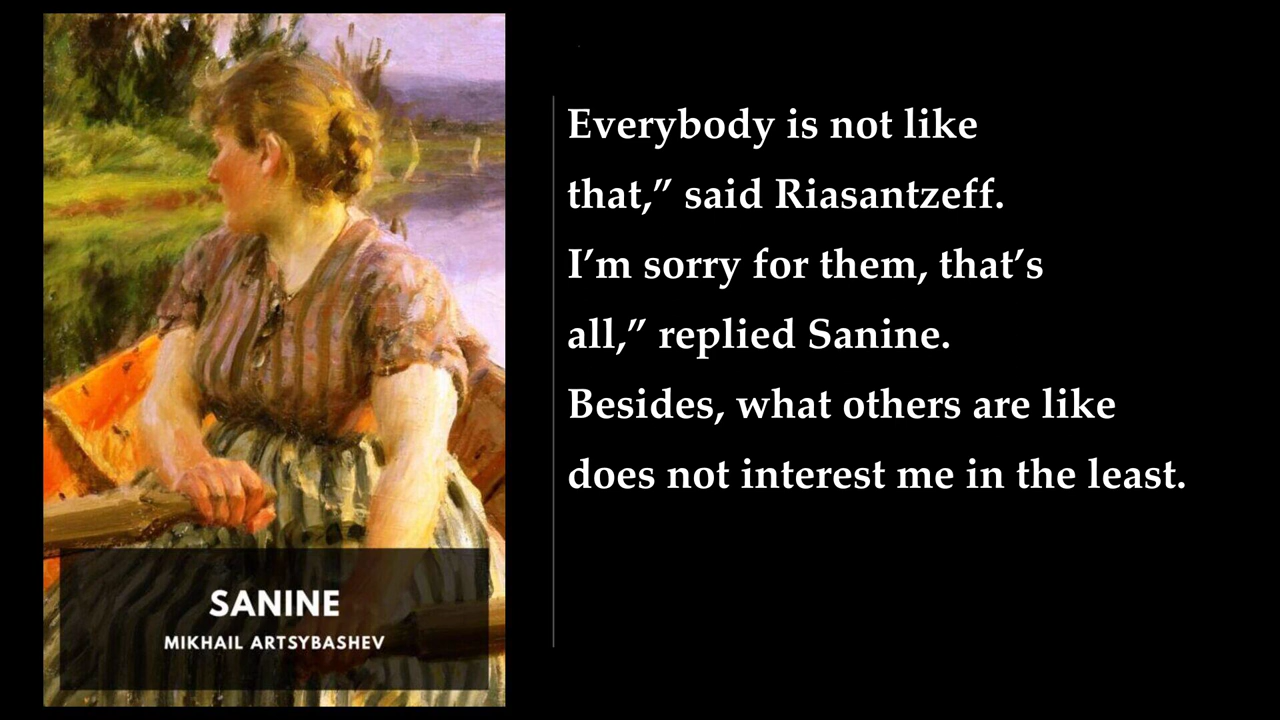 Everybody is not like
that,” said Riasantzeff.
I’m sorry for them, that’s
all,” replied Sanine.
Besides, what others are like
does not interest me in the least.
SANINE
MIKHAIL ARTSYBASHEV